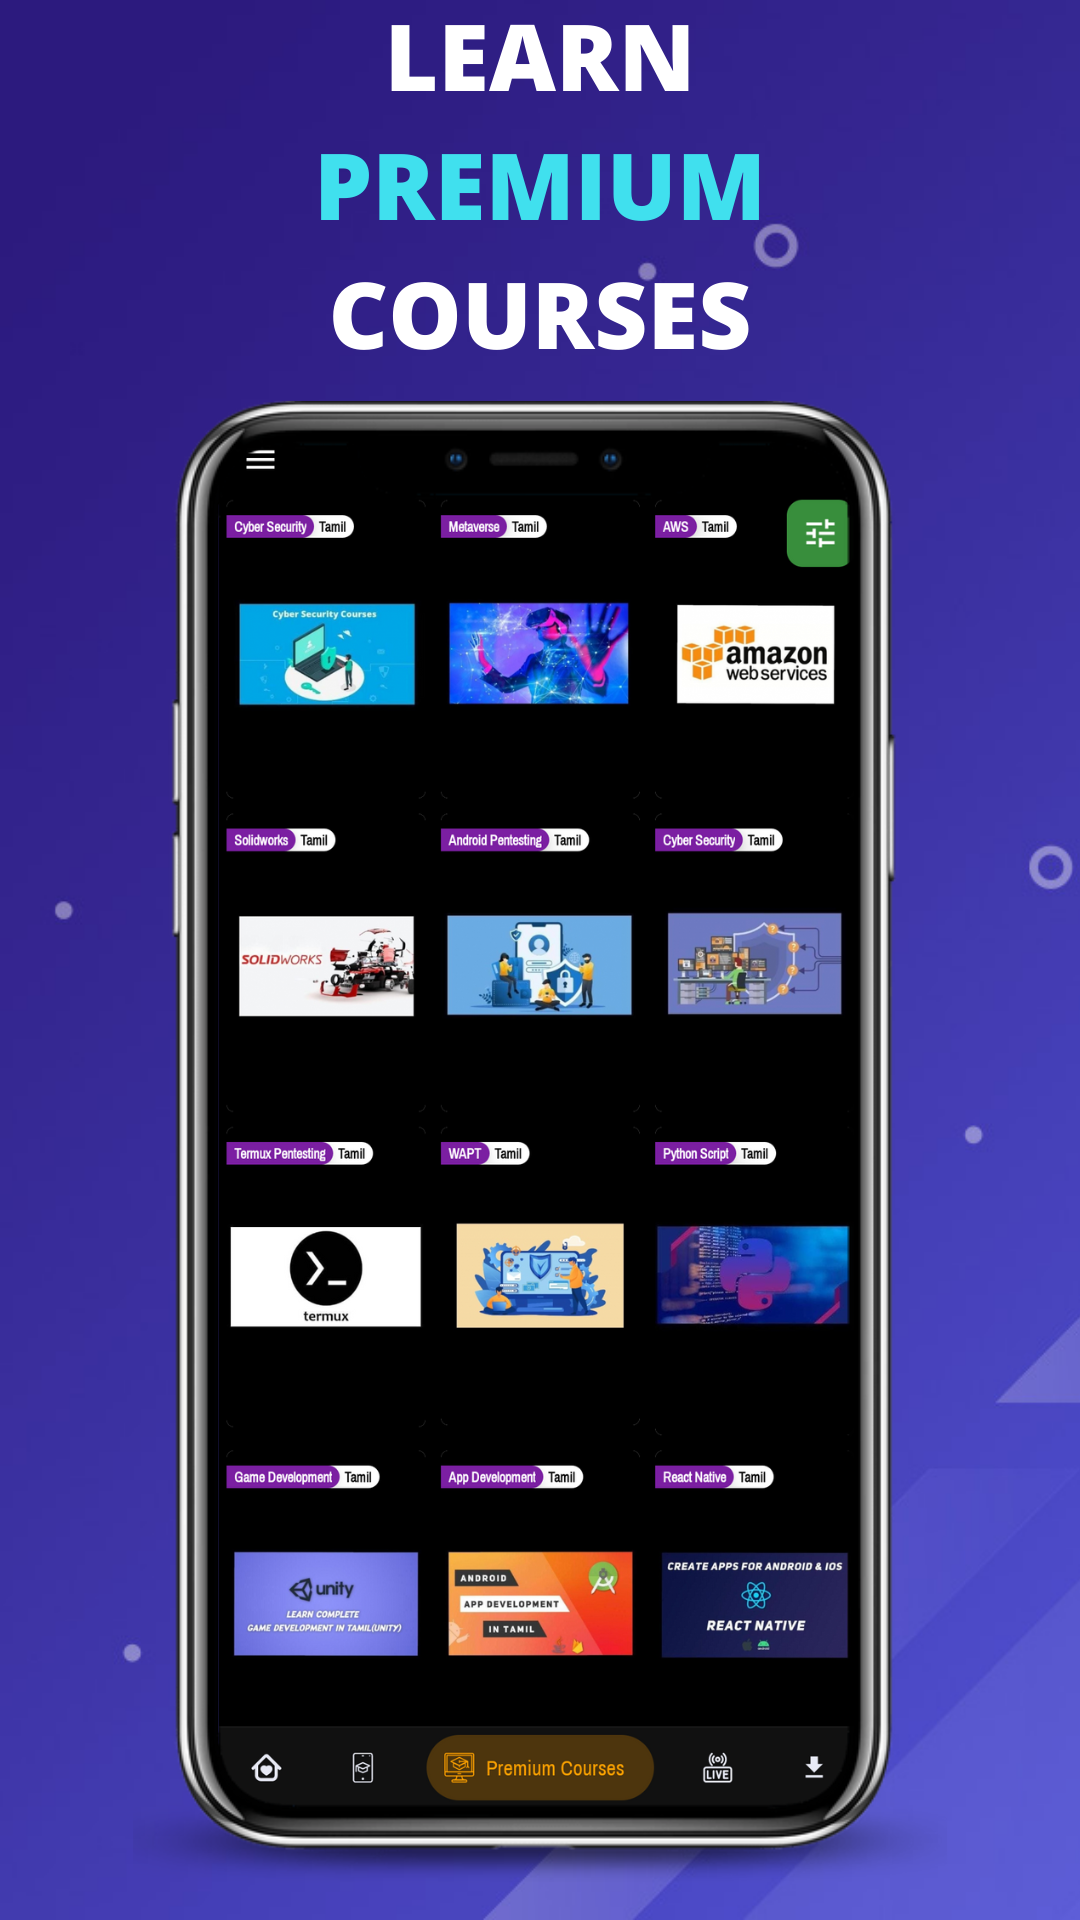 LEARN
PREMIUM
COURSES
Cyber Security Tamil
Metaverse Tamil
AWS Tamil
Cyber Security Courses
amazon
webservices
Solidworks Tamil
Android Pentesting Tamil
Cyber Security Tamil
SOLIDWORKS
Termux Pentesting Tamil
WAPT Tamil
Python Script Tamil
termux
Game Development Tamil
App Development Tamil
React Native Tamil
unity
LEARN COMPLETE
GAME DEVELOPMENT IN TAMIL(UNITY)
ANDROID
APP DEVELOPMENT
IN TAMIL
CREATE APPS FOR ANDROID & IOS
REACT NATIVE
Premium Courses
LIVE